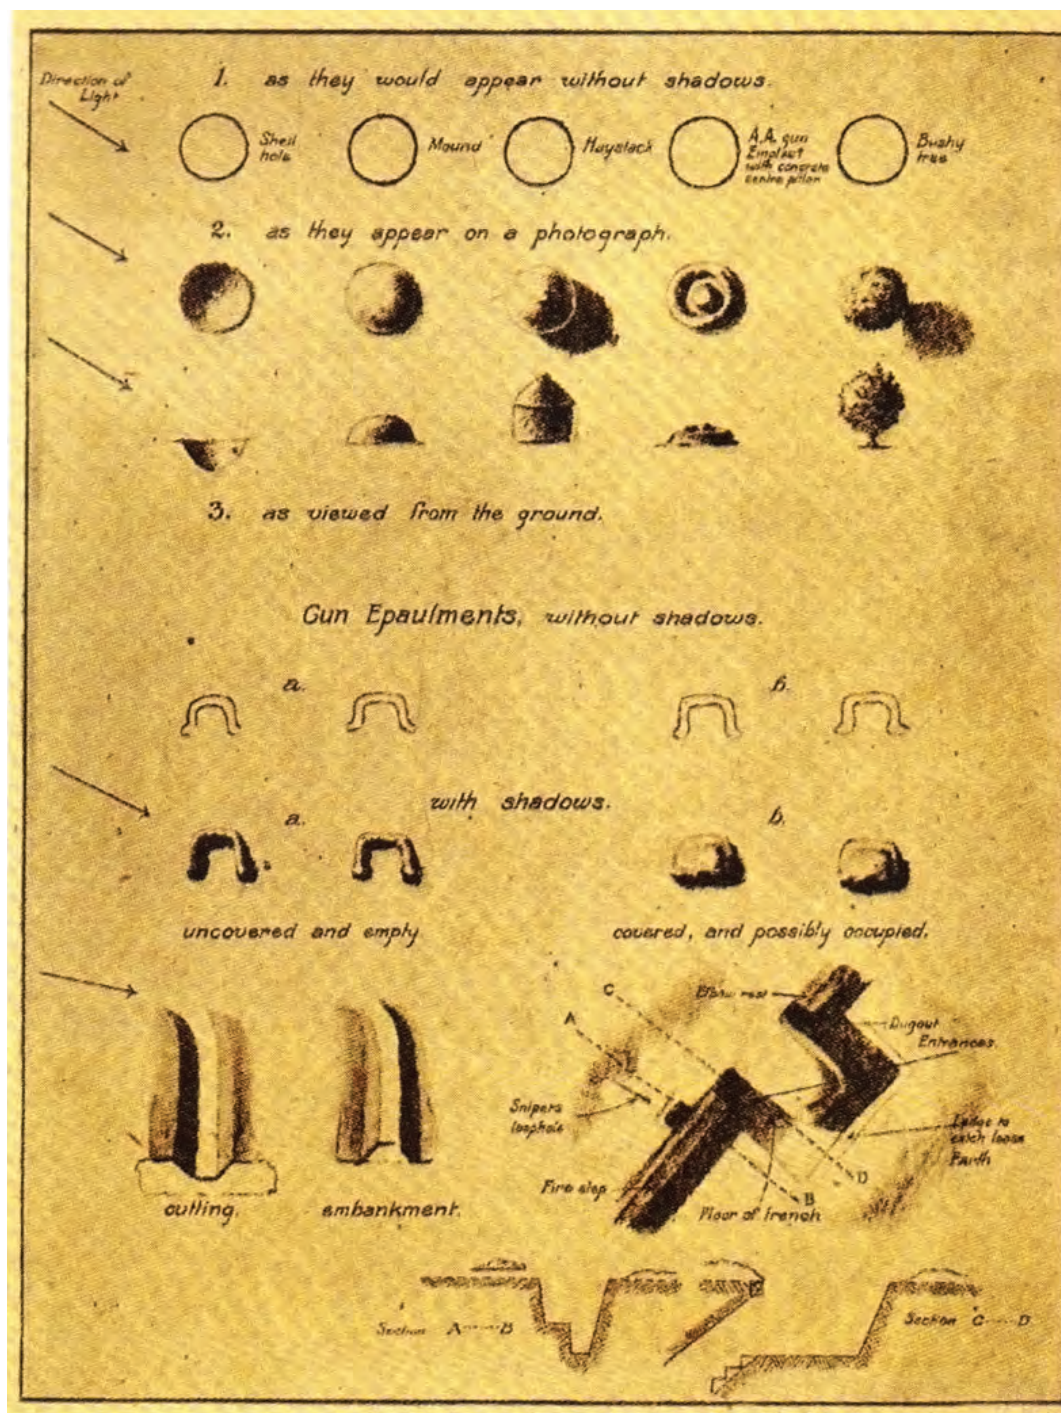 Direction of
Light
1. as they would appear without shadows.
Shell
hole
Mound
Haystack
A.A. gun
Emplmt
with concrete
centre pillar
Bushy
tree
2. as they appear on a photograph.
3. as viewed from the ground.
Gun Epaulments, without shadows.
a.
b.
with shadows.
a.
b.
uncovered and empty.
covered, and possibly occupied.
C
A
Elbow rest
Dugout
Entrances.
Snipers
loophole
Ledge to
catch loose
Earth
Fire step
D
B
Floor of trench
cutting.
embankment.
Section A-----B
Section C-----D